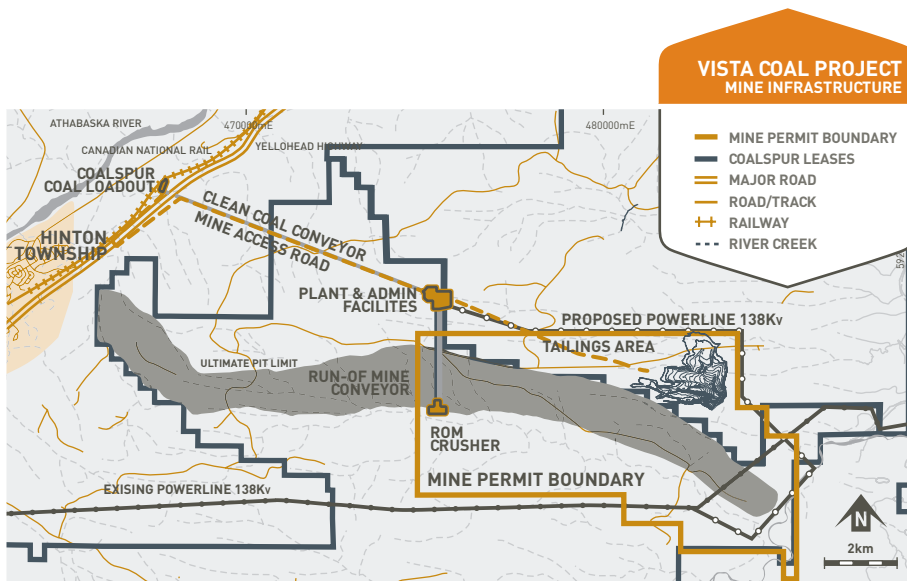 VISTA COAL PROJECT
MINE INFRASTRUCTURE
MINE PERMIT BOUNDARY
COALSPUR LEASES
MAJOR ROAD
ROAD/TRACK
RAILWAY
RIVER CREEK
ATHABASKA RIVER
470000mE
480000mE
CANADIAN NATIONAL RAIL
YELLOHEAD HIGHWAY
COALSPUR
COAL LOADOUT
CLEAN COAL CONVEYOR
MINE ACCESS ROAD
HINTON
TOWNSHIP
PLANT & ADMIN
FACILITES
PROPOSED POWERLINE 138Kv
TAILINGS AREA
ULTIMATE PIT LIMIT
RUN-OF MINE
CONVEYOR
ROM
CRUSHER
MINE PERMIT BOUNDARY
EXISING POWERLINE 138Kv
N
2km